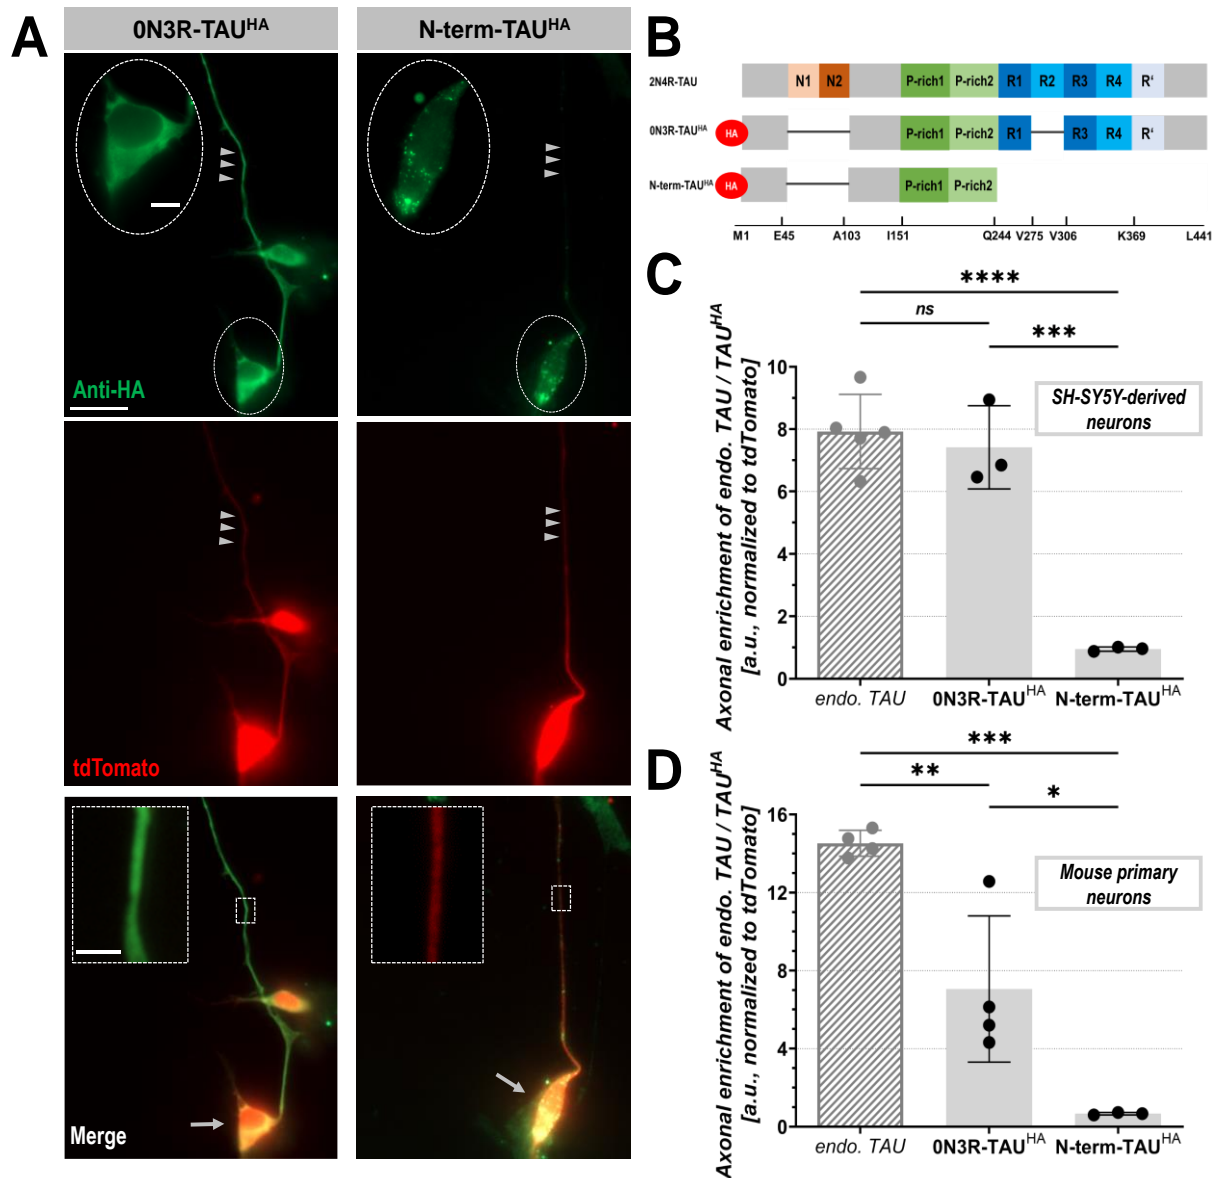 A
0N3R-TAUHA
N-term-TAUHA
Anti-HA
tdTomato
Merge
B
2N4R-TAU
N1
N2
P-rich1
P-rich2
R1
R2
R3
R4
R‘
0N3R-TAUHA
HA
P-rich1
P-rich2
R1
R3
R4
R‘
N-term-TAUHA
HA
P-rich1
P-rich2
M1
E45
A103
I151
Q244
V275
V306
K369
L441
C
****
ns
***
Axonal enrichment of endo. TAU / TAUHA
[a.u., normalized to tdTomato]
10
8
6
4
2
0
SH-SY5Y-derived
neurons
endo. TAU
0N3R-TAUHA
N-term-TAUHA
D
***
**
*
Axonal enrichment of endo. TAU / TAUHA
[a.u., normalized to tdTomato]
16
12
8
4
0
Mouse primary
neurons
endo. TAU
0N3R-TAUHA
N-term-TAUHA